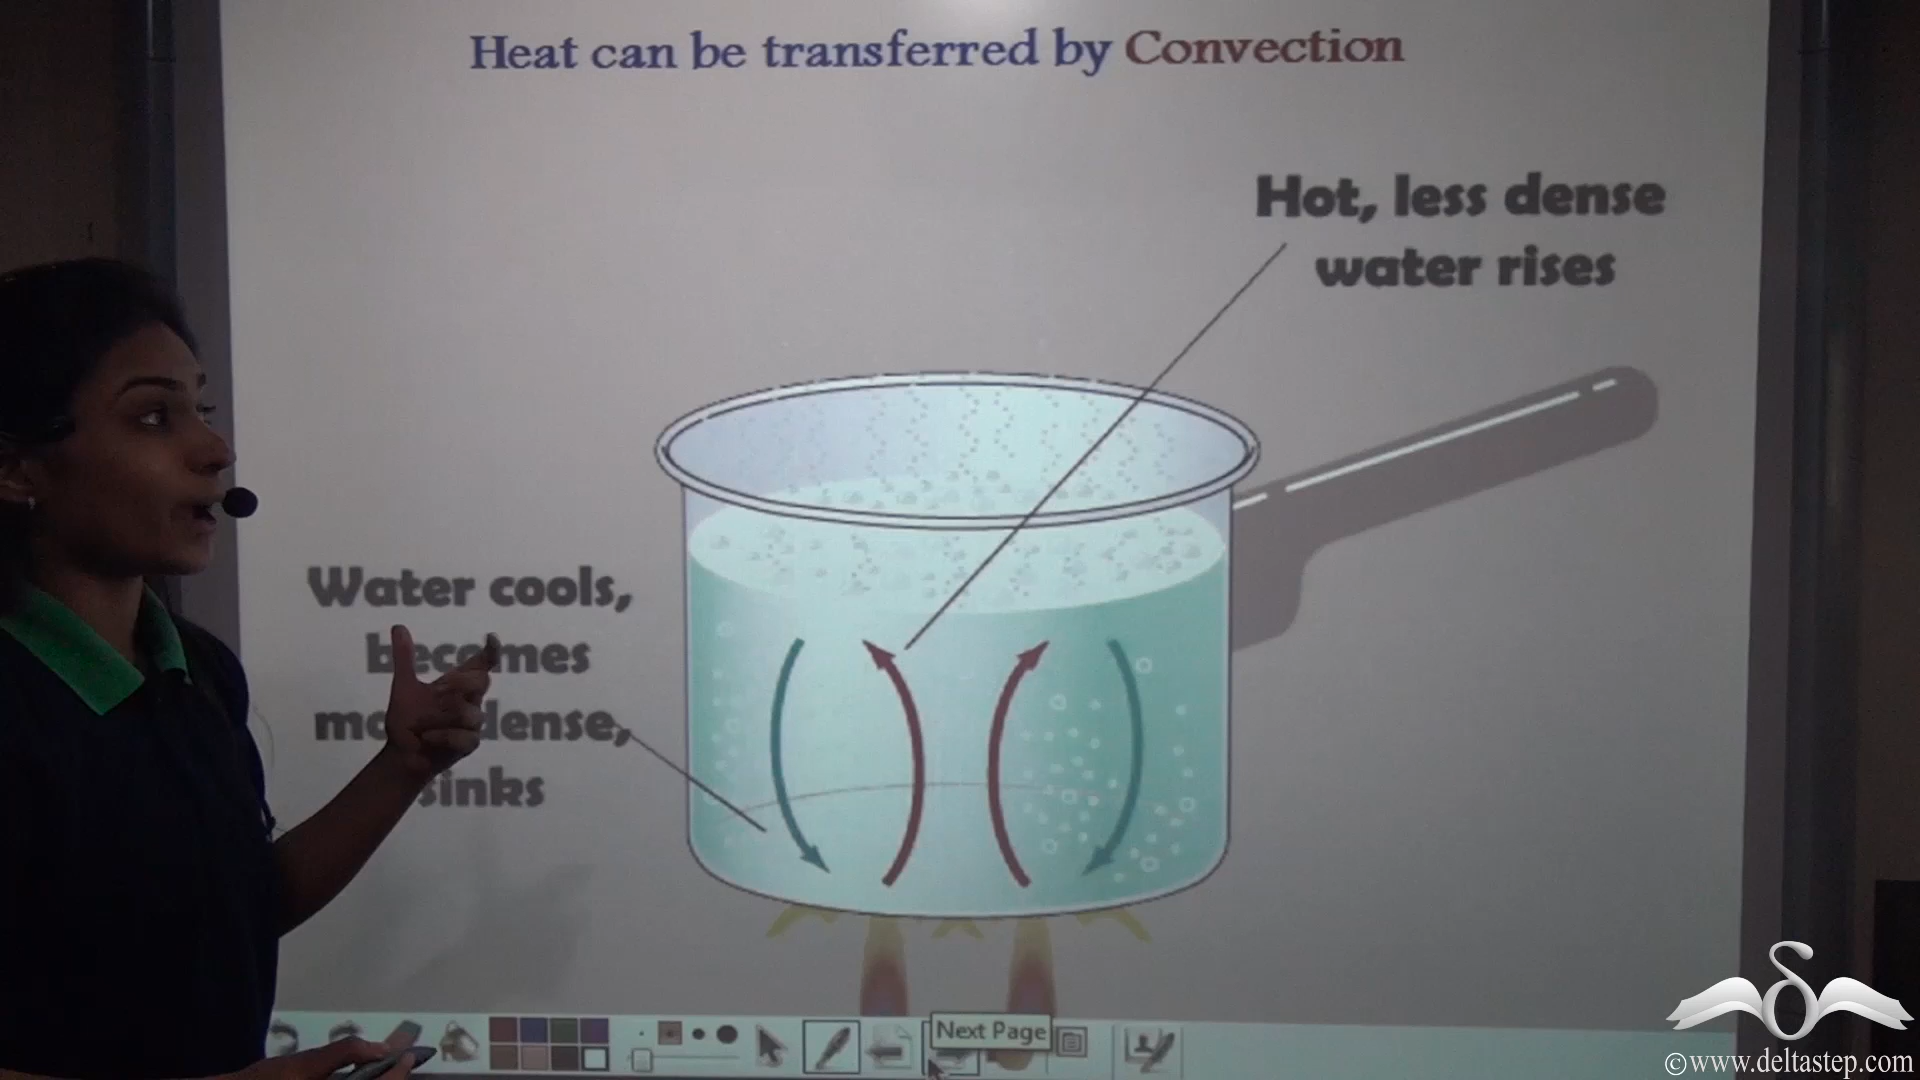 Heat can be transferred by Convection
Hot, less dense
water rises
Water cools,
becomes
dense,
sinks
Next Page
©www.deltastep.com